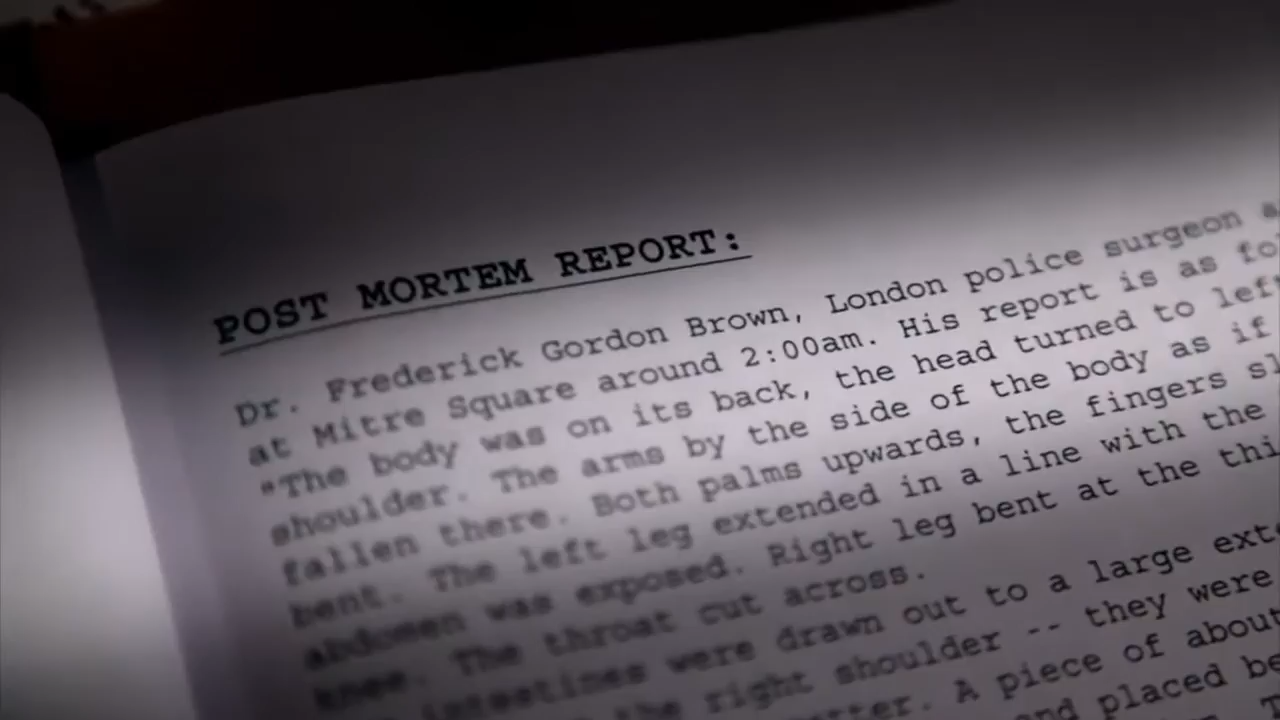 POST MORTEM REPORT:
Dr. Frederick Gordon Brown, London police surgeon
at Mitre Square around 2:00am. His report is as
"The body was on its back, the head turned to left
shoulder. The arms by the side of the body as if
fallen there. Both palms upwards, the fingers
bent. The left leg extended in a line with the
abdomen was exposed. Right leg bent at the
knee. The throat cut across.
intestines were drawn out to a large
the right shoulder -- they were
A piece of about
and placed